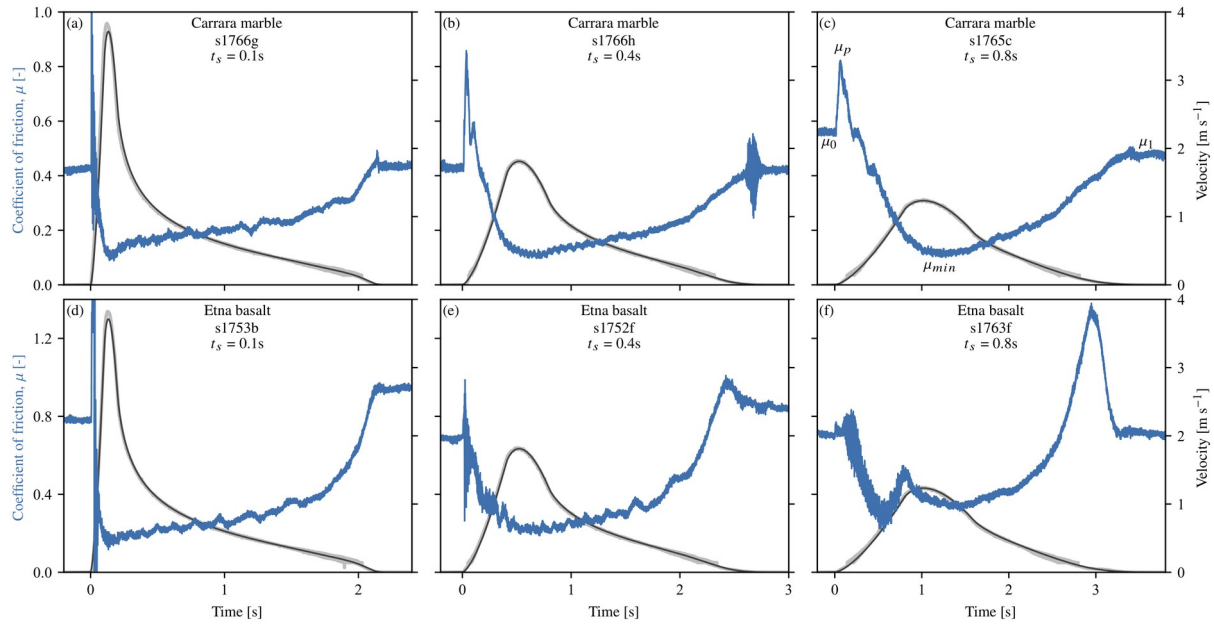 (a) Carrara marble
s1766g
t_s = 0.1s
(b) Carrara marble
s1766h
t_s = 0.4s
(c) Carrara marble
s1765c
t_s = 0.8s
μ_p
μ_0
μ_1
μ_min
1.0
0.8
0.6
0.4
0.2
0.0
Coefficient of friction, μ [-]
4
3
2
1
0
Velocity [m s⁻¹]
(d) Etna basalt
s1753b
t_s = 0.1s
(e) Etna basalt
s1752f
t_s = 0.4s
(f) Etna basalt
s1763f
t_s = 0.8s
1.2
0.8
0.4
0.0
Coefficient of friction, μ [-]
4
3
2
1
0
Velocity [m s⁻¹]
0 1 2
0 1 2 3
0 1 2 3
Time [s]
Time [s]
Time [s]